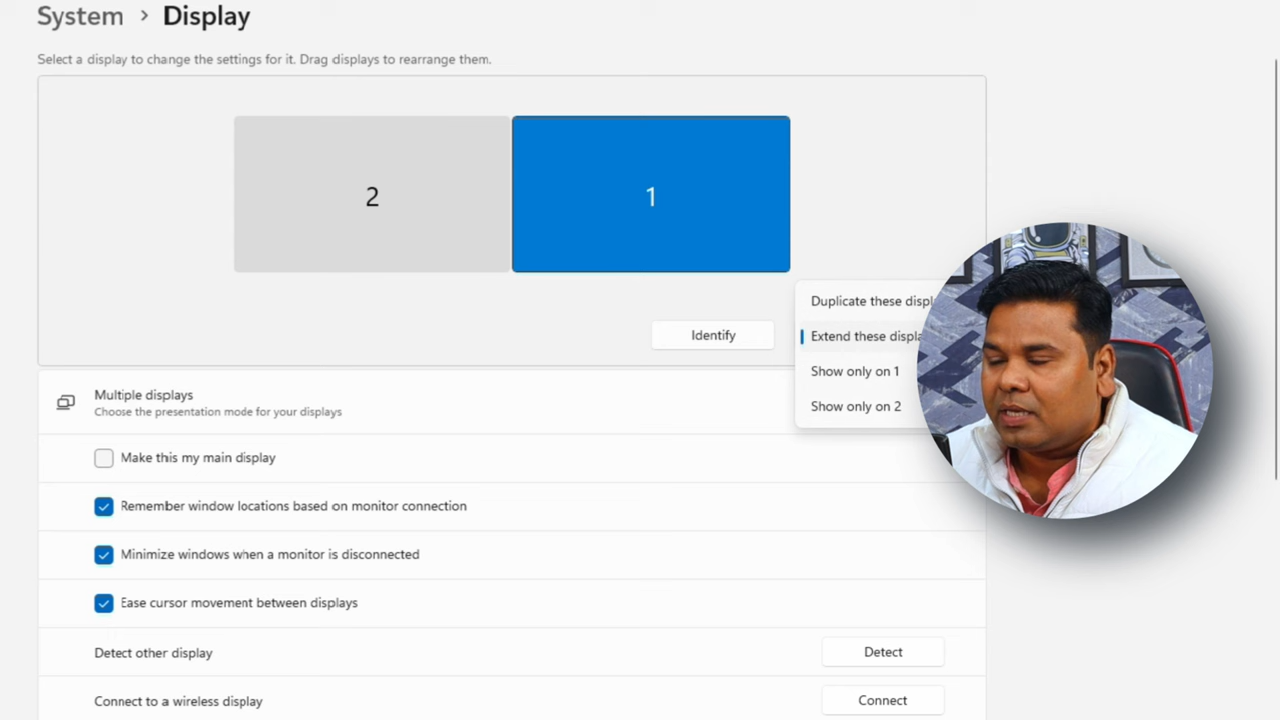 System > Display
Select a display to change the settings for it. Drag displays to rearrange them.
2
1
Identify
Duplicate these displ
Extend these displa
Show only on 1
Show only on 2
Multiple displays
Choose the presentation mode for your displays
Make this my main display
Remember window locations based on monitor connection
Minimize windows when a monitor is disconnected
Ease cursor movement between displays
Detect other display
Detect
Connect to a wireless display
Connect